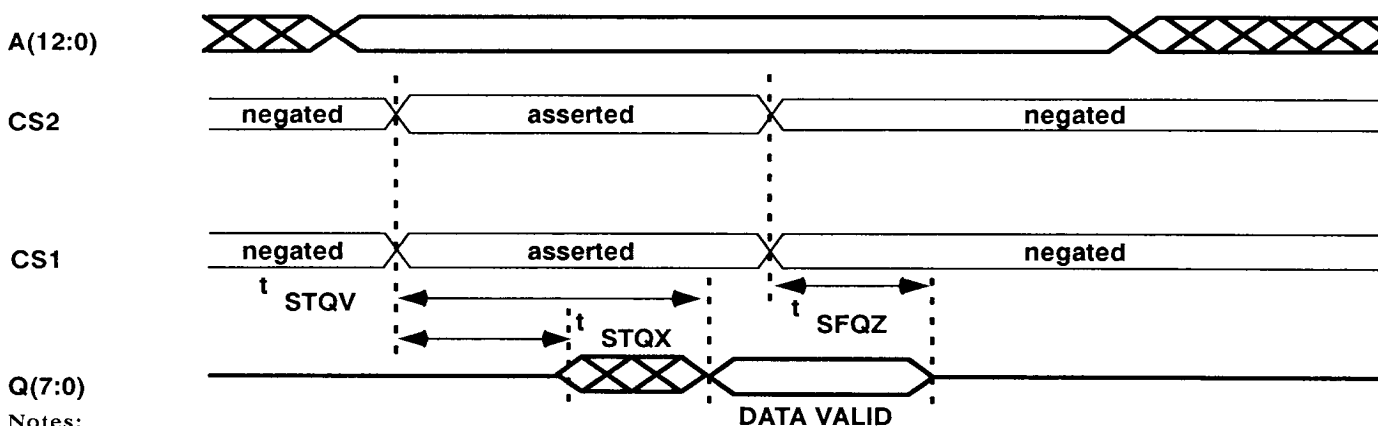 A(12:0)
CS2
negated
asserted
negated
CS1
negated
asserted
negated
t STQV
t SFQZ
t STQX
Q(7:0)
DATA VALID
Notes: